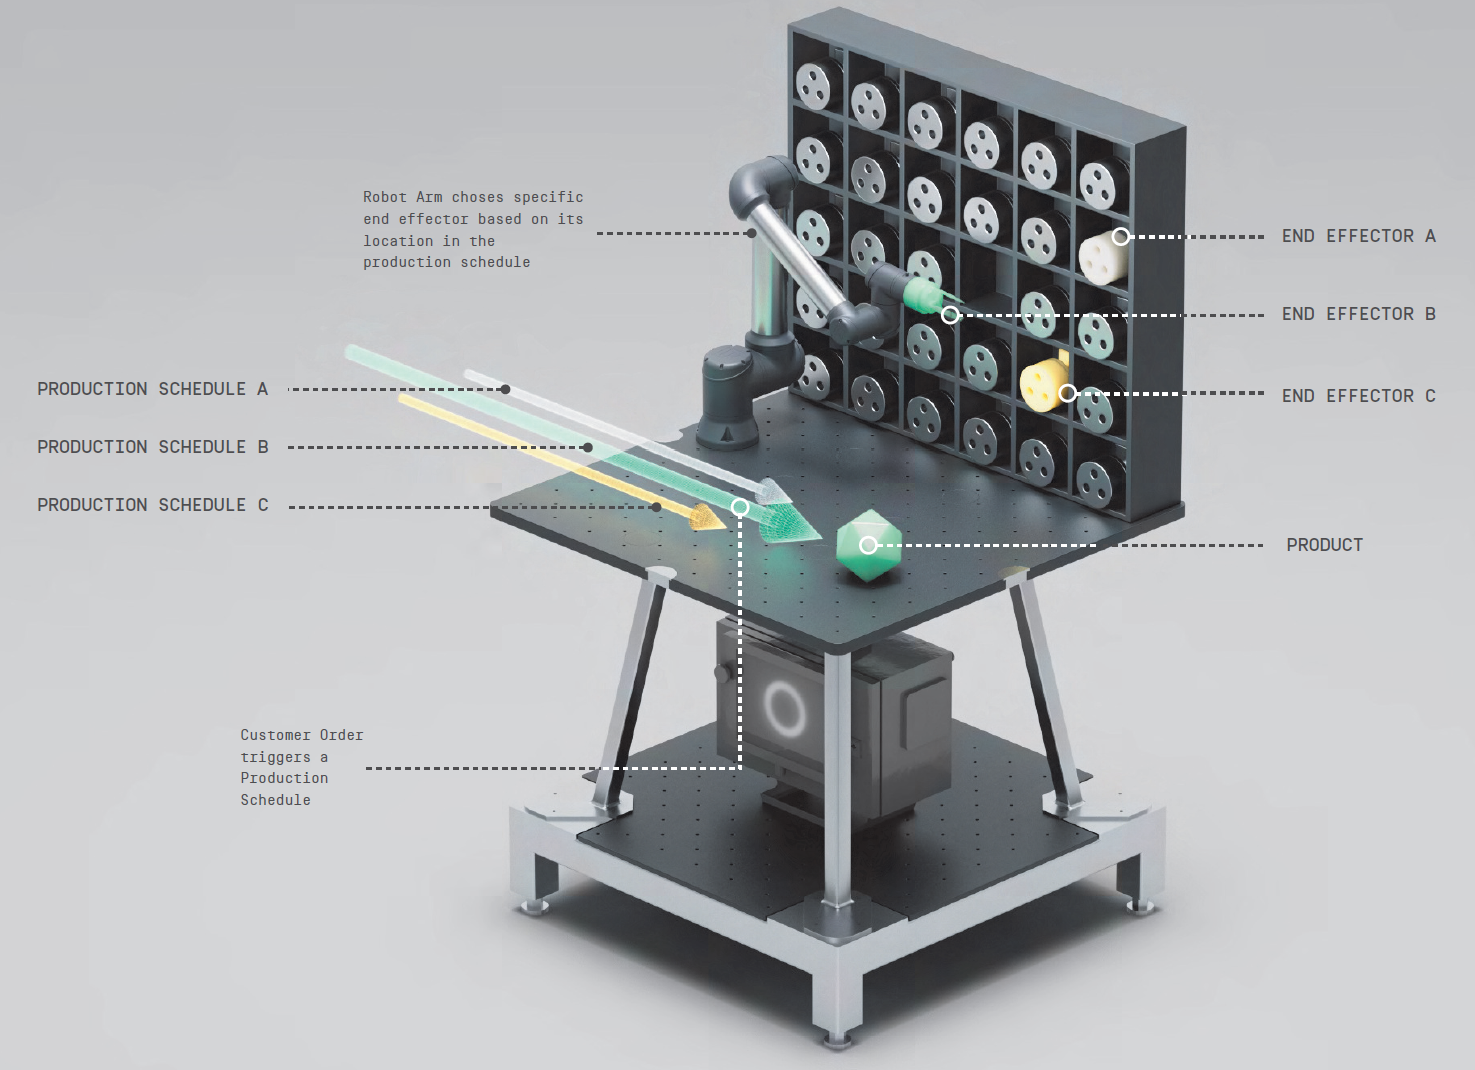 Robot Arm choses specific
end effector based on its
location in the
production schedule
END EFFECTOR A
END EFFECTOR B
END EFFECTOR C
PRODUCTION SCHEDULE A
PRODUCTION SCHEDULE B
PRODUCTION SCHEDULE C
PRODUCT
Customer Order
triggers a
Production
Schedule